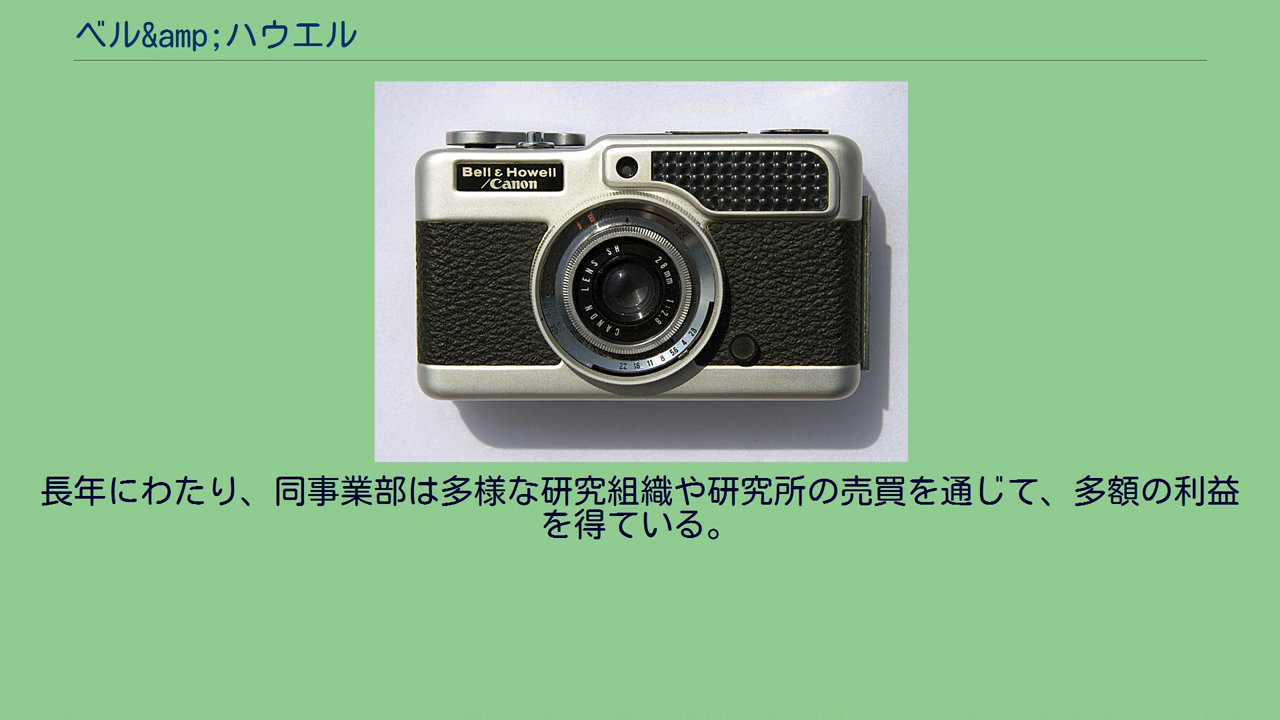 ベル&amp;ハウエル
Bell & Howell
/Canon
CANON LENS SH 28mm 1:2.8
22 16 11 8 5.6 4 2.8
長年にわたり、同事業部は多様な研究組織や研究所の売買を通じて、多額の利益
を得ている。